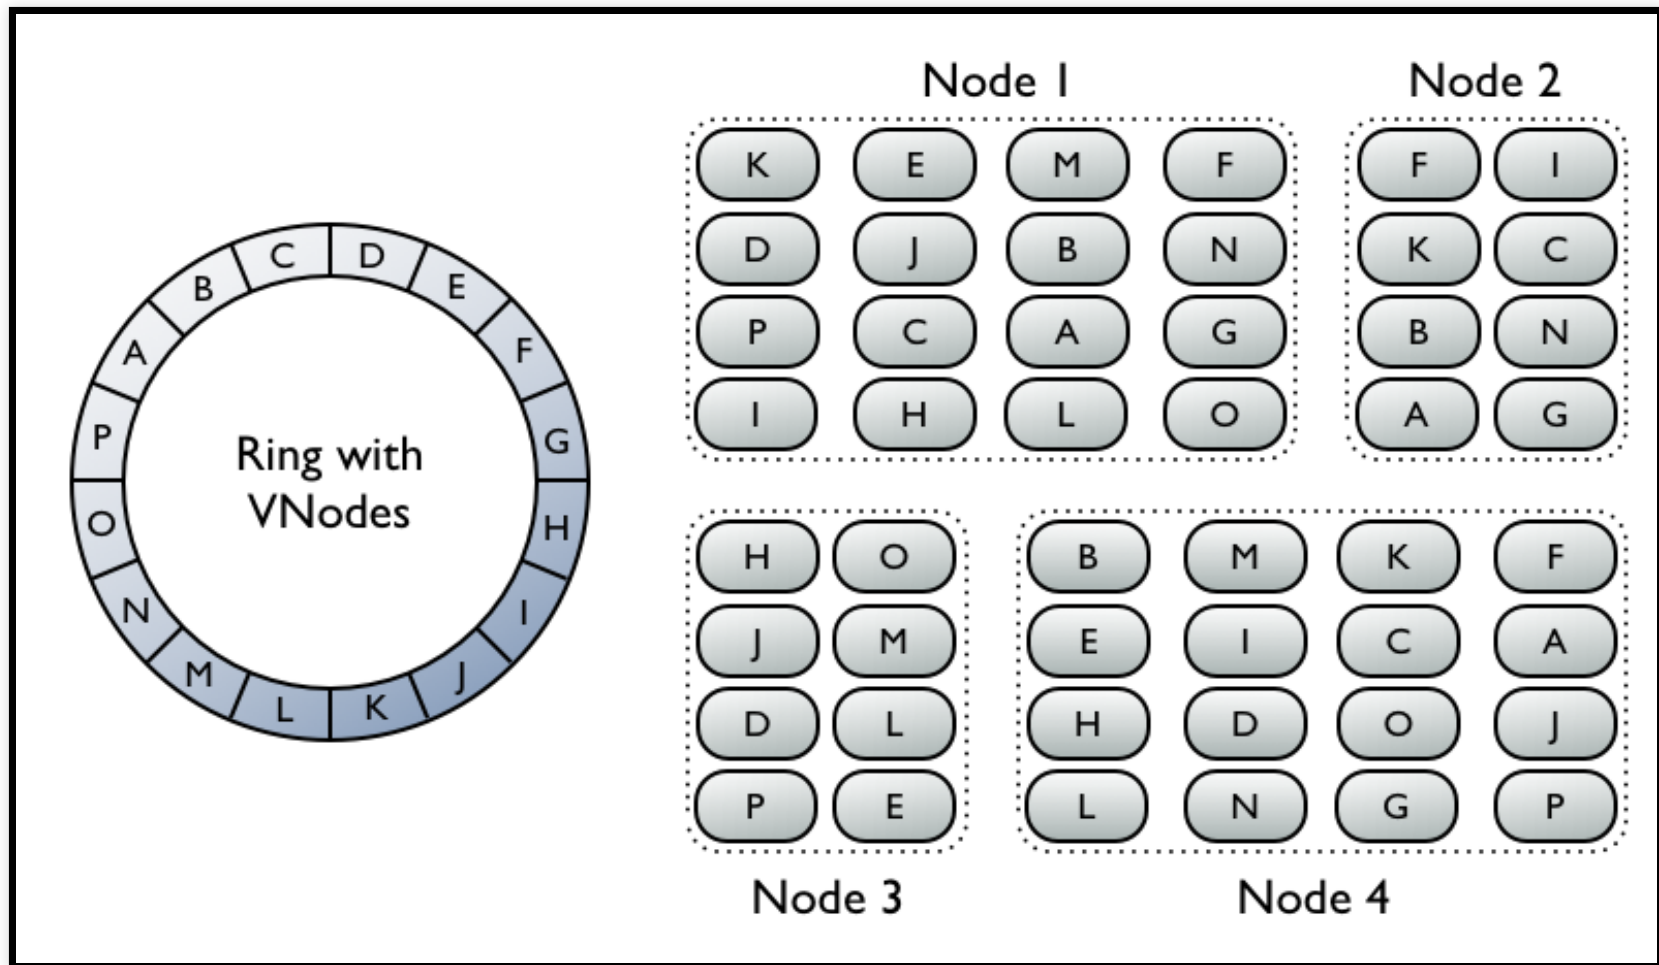 Node 1
K E M F
D J B N
P C A G
I H L O
Node 2
F I
K C
B N
A G
C D
B E
A F
P G
Ring with
VNodes
O H
N I
M J
L K
H O
J M
D L
P E
Node 3
B M K F
E I C A
H D O J
L N G P
Node 4